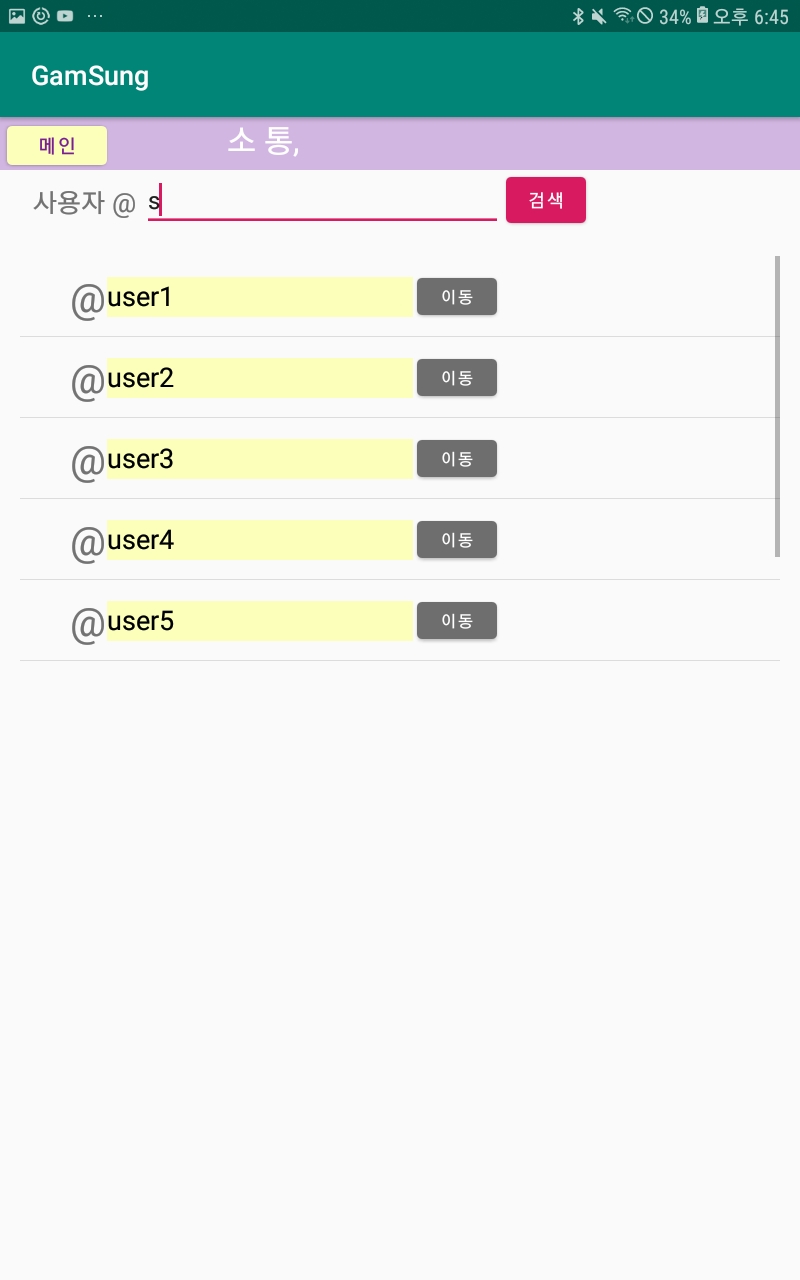 34% 오후 6:45
GamSung
메인 소 통,
사용자 @ s 검색
@user1 이동
@user2 이동
@user3 이동
@user4 이동
@user5 이동